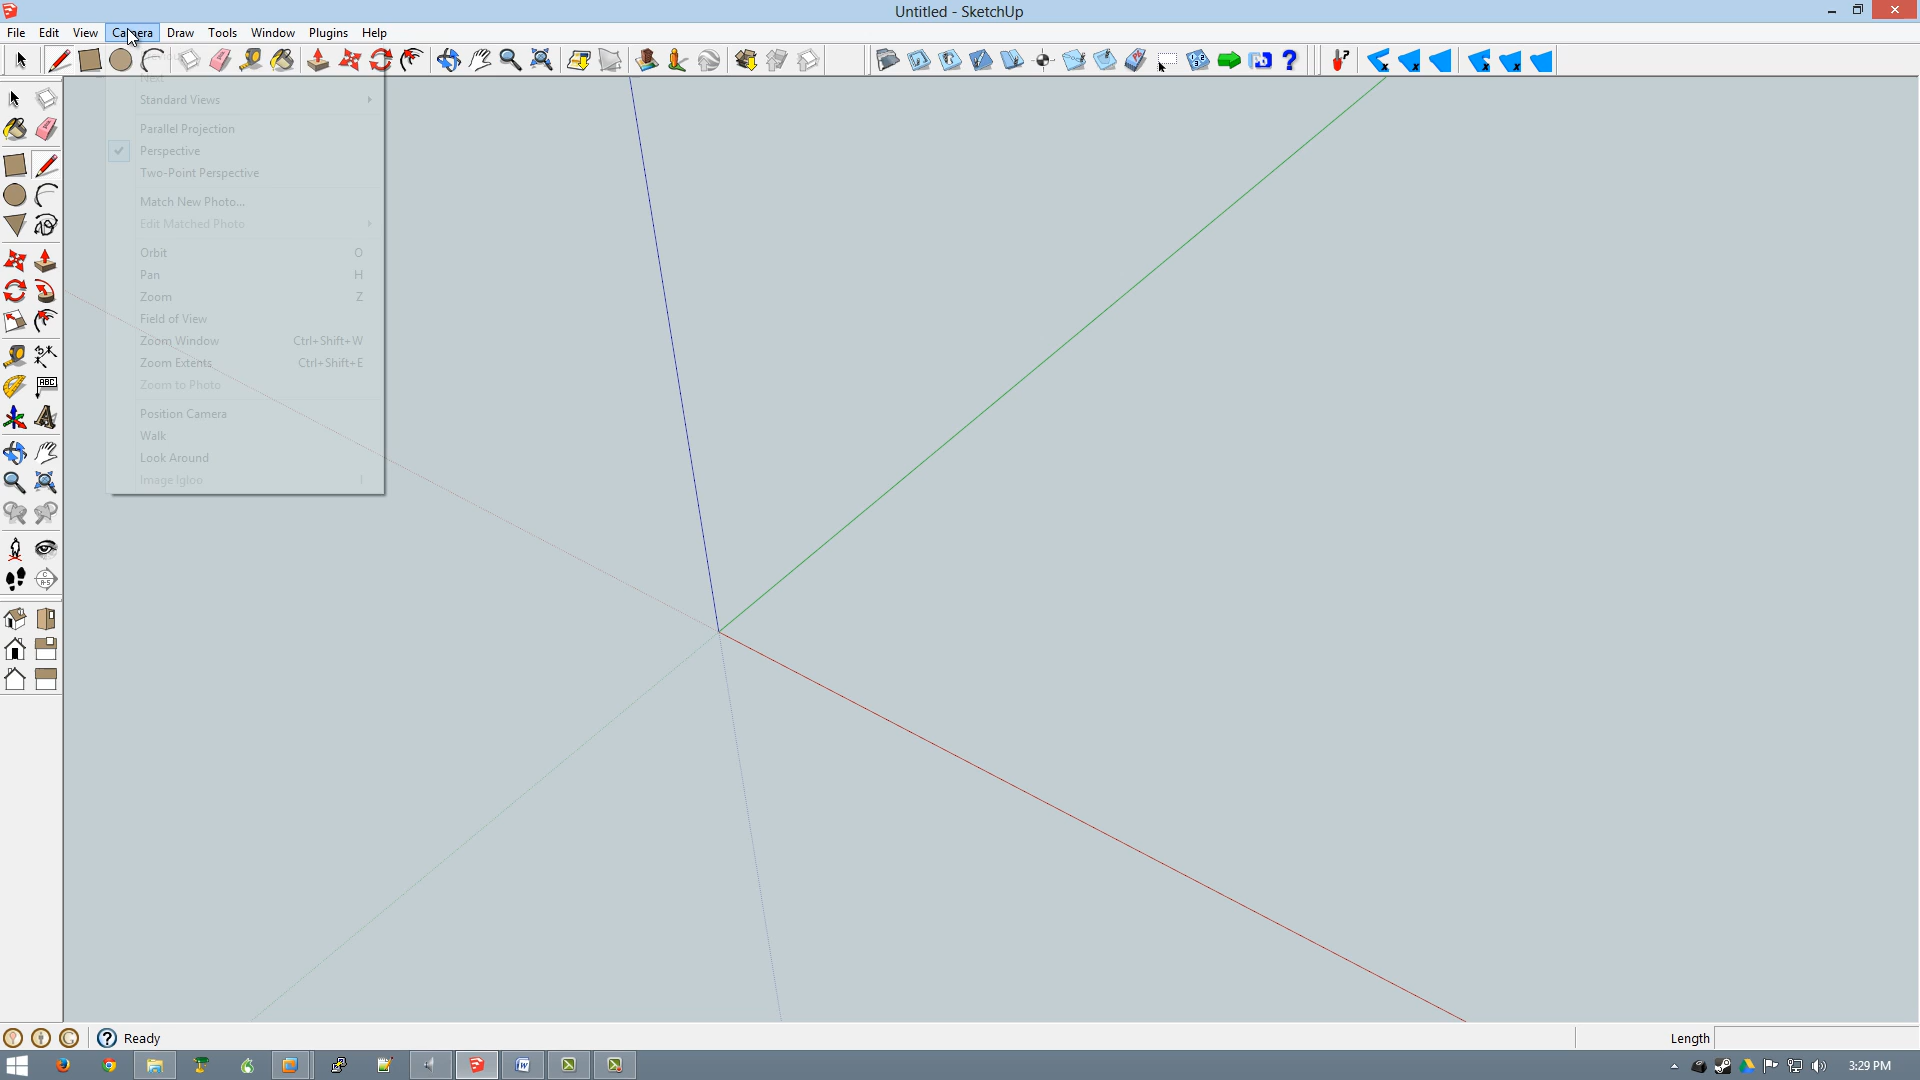 Untitled - SketchUp
File Edit View Camera Draw Tools Window Plugins Help
Next
Standard Views
Parallel Projection
Perspective
Two-Point Perspective
Match New Photo...
Edit Matched Photo
Orbit O
Pan H
Zoom Z
Field of View
Zoom Window Ctrl+Shift+W
Zoom Extents Ctrl+Shift+E
Zoom to Photo
Position Camera
Walk
Look Around
Image Igloo I
ABC
Ready
Length
3:29 PM